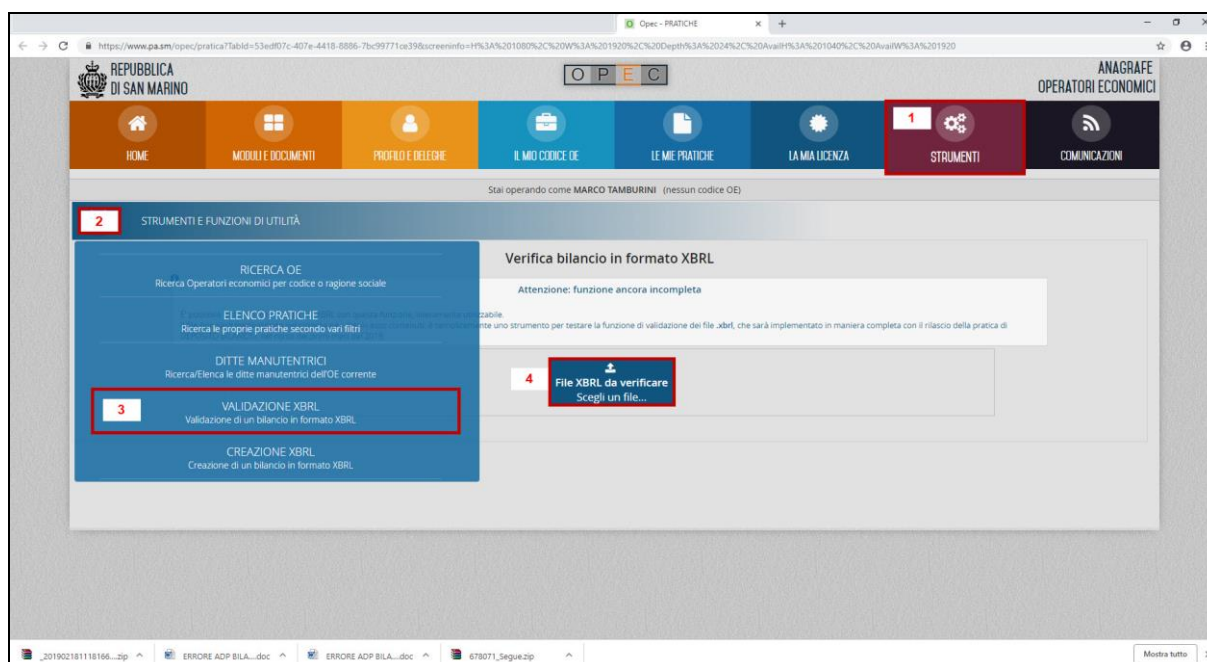 Opec - PRATICHE
https://www.pa.sm/opec/pratica?TabId=53edf07c-407e-4418-8886-7bc99771ce39&screeninfo=H%3A%201080%2C%20W%3A%201920%2C%20Depth%3A%2024%2C%20AvailH%3A%201040%2C%20AvailW%3A%201920
REPUBBLICA
DI SAN MARINO
OPEC
ANAGRAFE
OPERATORI ECONOMICI
HOME
MODULI E DOCUMENTI
PROFILO E DELEGHE
IL MIO CODICE OE
LE MIE PRATICHE
LA MIA LICENZA
1
STRUMENTI
COMUNICAZIONI
Stai operando come MARCO TAMBURINI (nessun codice OE)
2 STRUMENTI E FUNZIONI DI UTILITÀ
RICERCA OE
Ricerca Operatori economici per codice o ragione sociale
ELENCO PRATICHE
Ricerca le proprie pratiche secondo vari filtri
DITTE MANUTENTRICI
Ricerca/Elenca le ditte manutentrici dell'OE corrente
3 VALIDAZIONE XBRL
Validazione di un bilancio in formato XBRL
CREAZIONE XBRL
Creazione di un bilancio in formato XBRL
Verifica bilancio in formato XBRL
Attenzione: funzione ancora incompleta
uno strumento per testare la funzione di validazione dei file .xbrl, che sarà implementato in maniera completa con il rilascio della pratica di
4
File XBRL da verificare
Scegli un file...
_201902181118166....zip
ERRORE ADP BILA....doc
ERRORE ADP BILA....doc
678071_Segue.zip
Mostra tutto